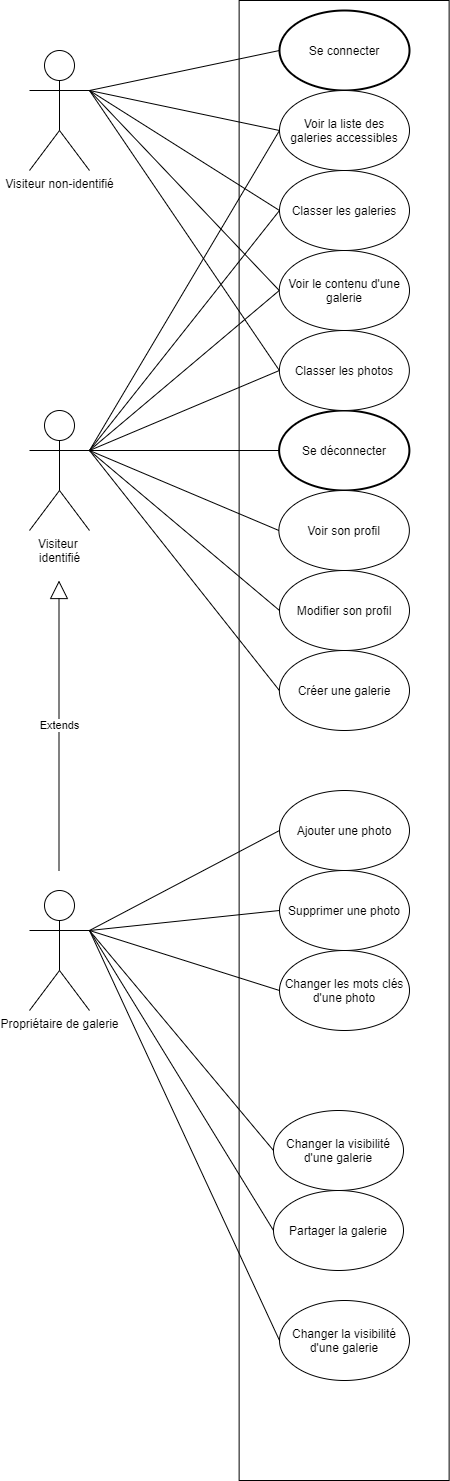 Se connecter
Visiteur non-identifié
Voir la liste des
galeries accessibles
Classer les galeries
Voir le contenu d'une
galerie
Classer les photos
Se déconnecter
Visiteur
identifié
Voir son profil
Modifier son profil
Créer une galerie
Extends
Ajouter une photo
Supprimer une photo
Changer les mots clés
d'une photo
Propriétaire de galerie
Changer la visibilité
d'une galerie
Partager la galerie
Changer la visibilité
d'une galerie